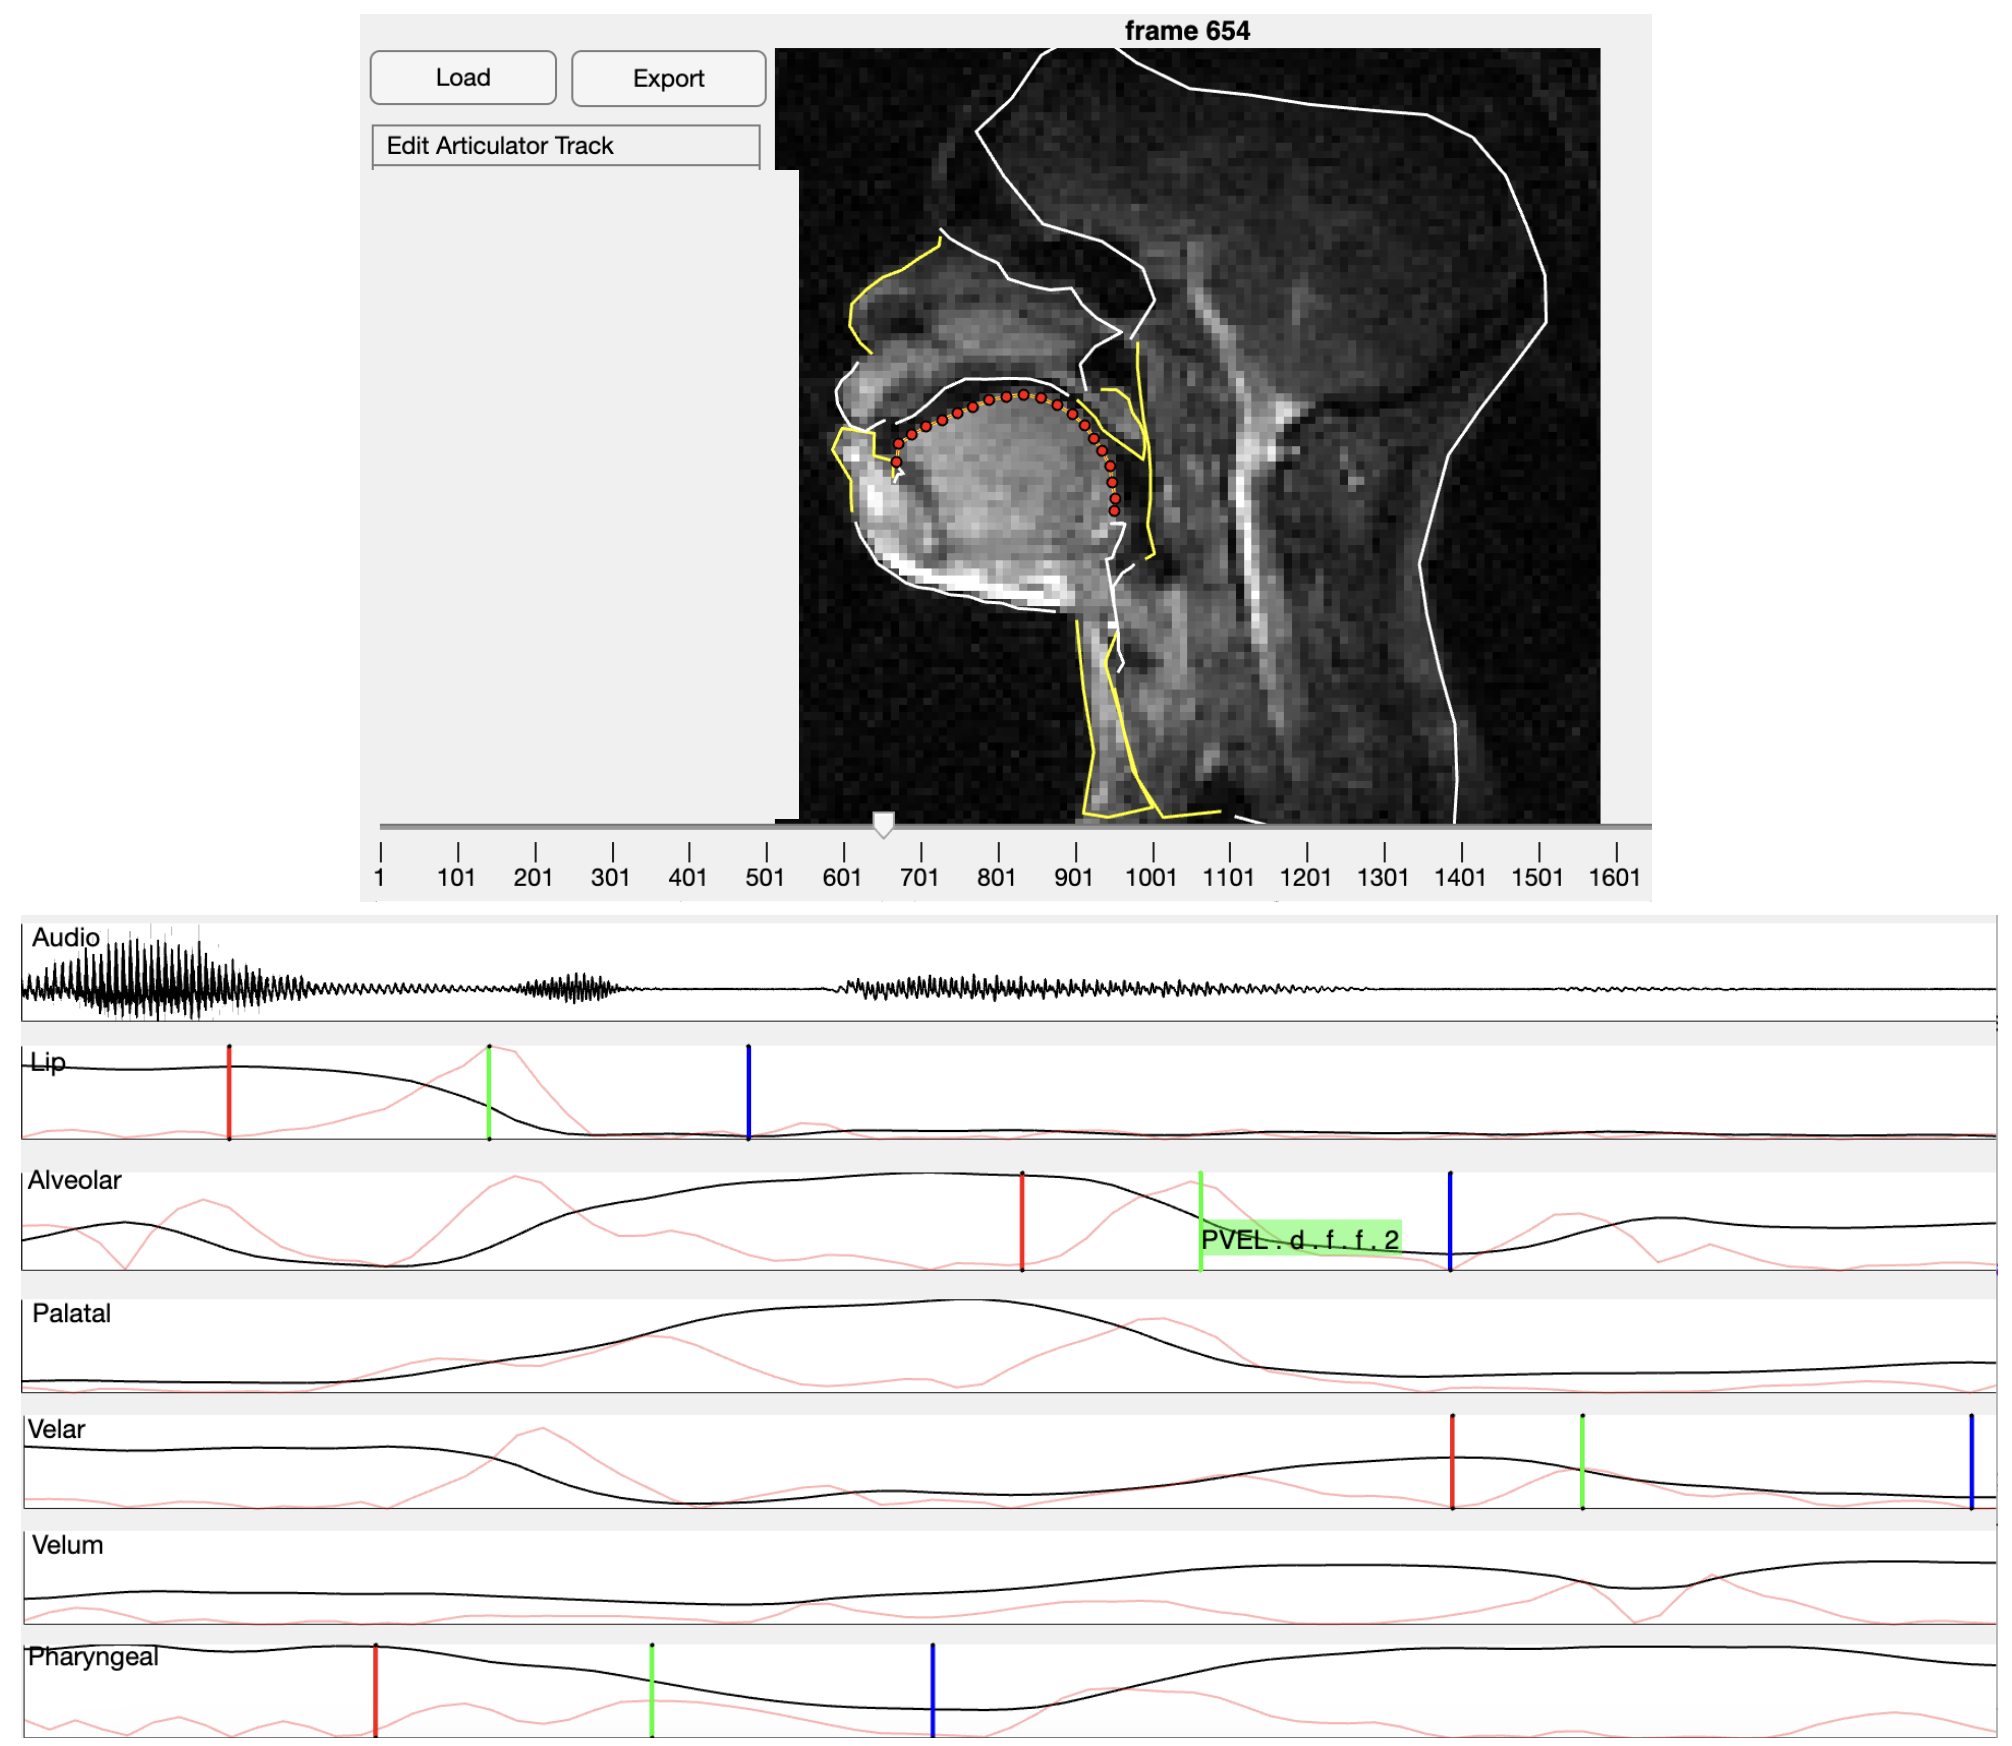 frame 654
Load
Export
Edit Articulator Track
1 101 201 301 401 501 601 701 801 901 1001 1101 1201 1301 1401 1501 1601
Audio
Lip
Alveolar
PVEL . d . f . f . 2
Palatal
Velar
Velum
Pharyngeal